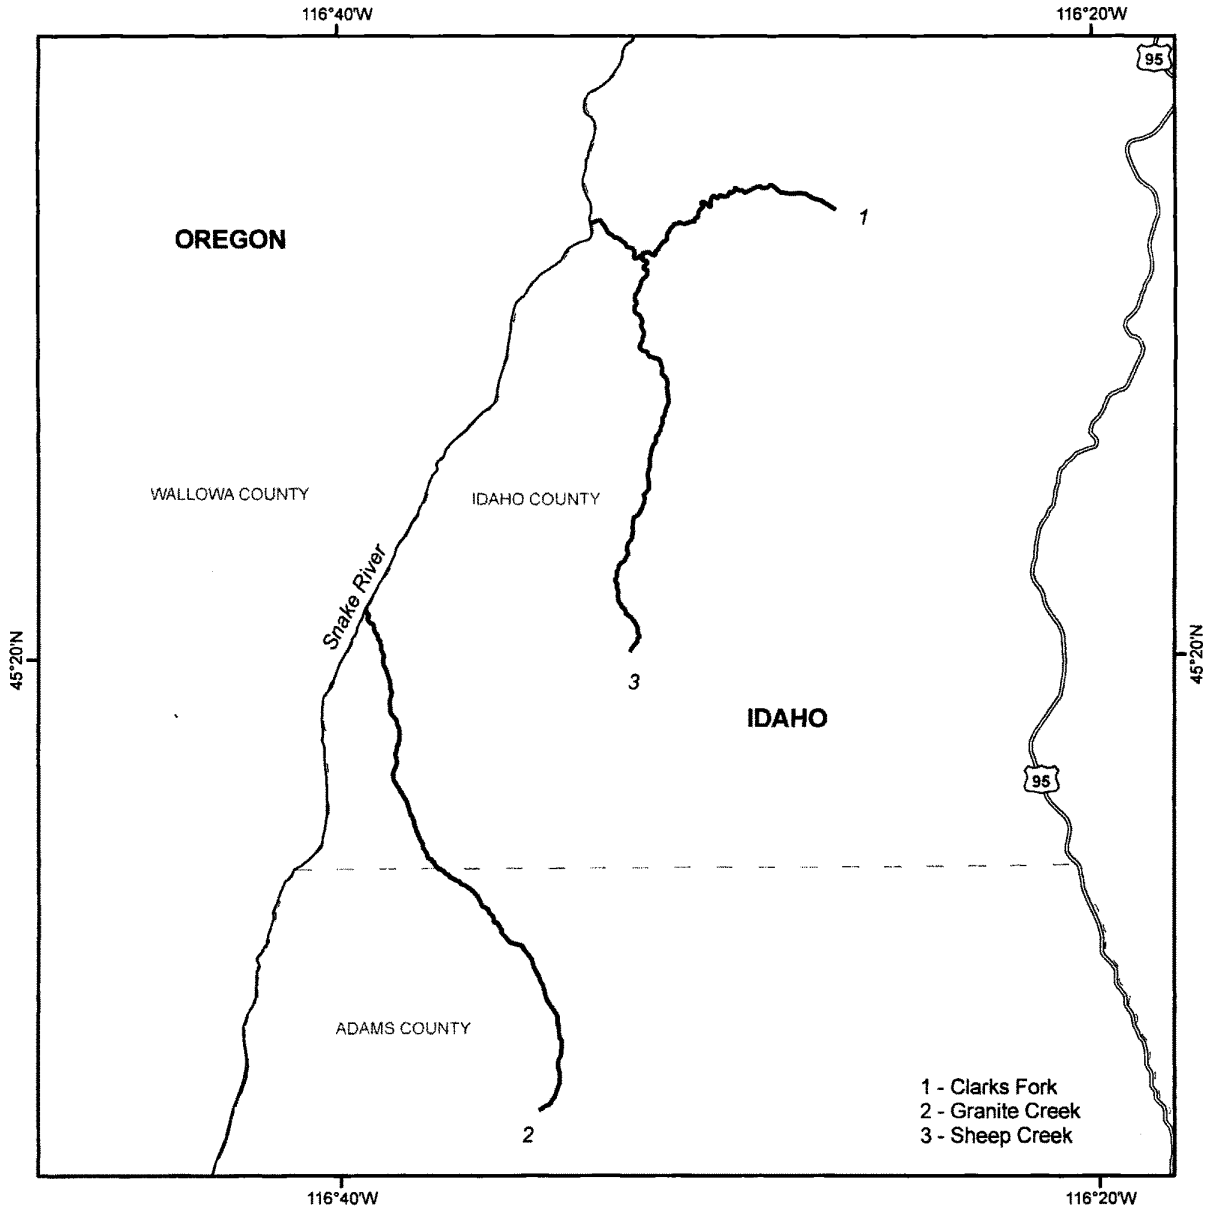 116°40'W
116°20'W
95
1
OREGON
WALLOWA COUNTY
IDAHO COUNTY
Snake River
45°20'N
45°20'N
3
IDAHO
95
ADAMS COUNTY
1 - Clarks Fork
2 - Granite Creek
3 - Sheep Creek
2
116°40'W
116°20'W